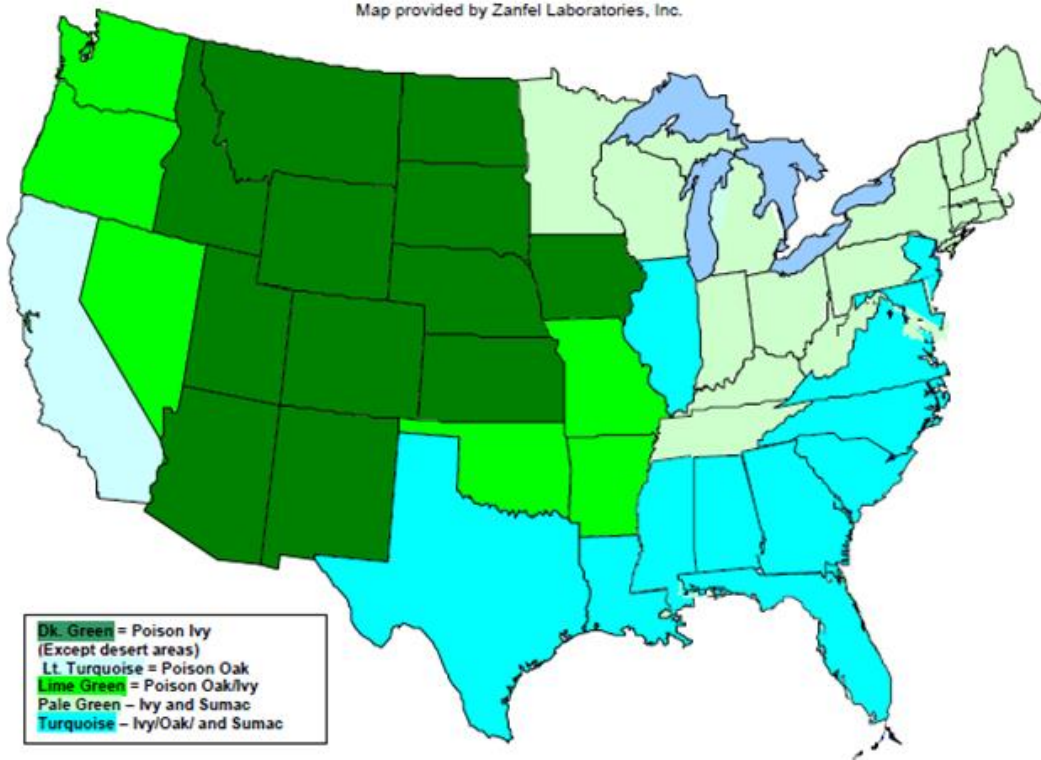 Map provided by Zanfel Laboratories, Inc.
Dk. Green = Poison Ivy
(Except desert areas)
Lt. Turquoise = Poison Oak
Lime Green = Poison Oak/Ivy
Pale Green – Ivy and Sumac
Turquoise – Ivy/Oak/ and Sumac